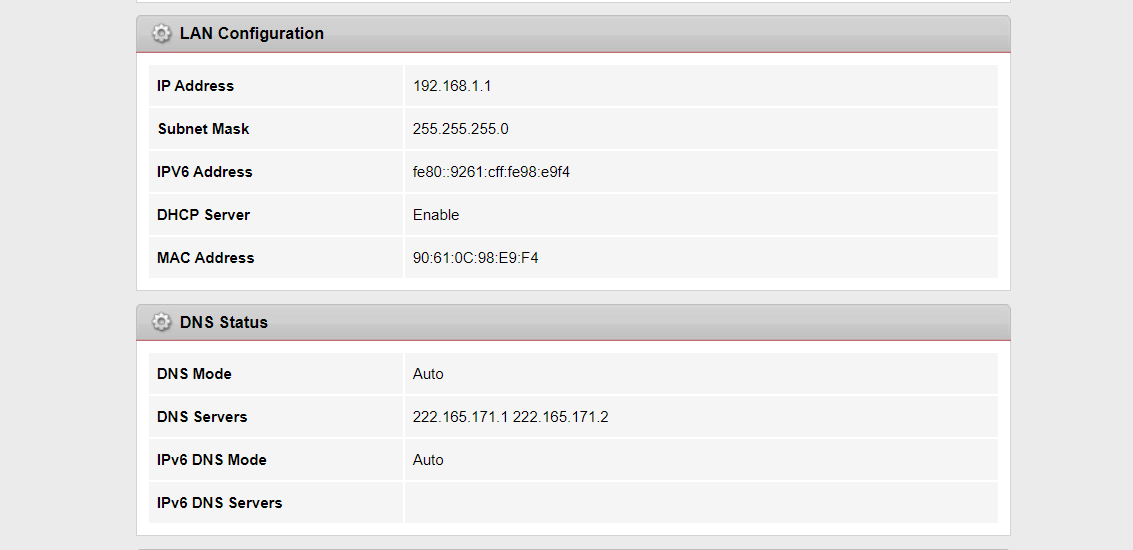 LAN Configuration
IP Address 192.168.1.1
Subnet Mask 255.255.255.0
IPV6 Address fe80::9261:cff:fe98:e9f4
DHCP Server Enable
MAC Address 90:61:0C:98:E9:F4
DNS Status
DNS Mode Auto
DNS Servers 222.165.171.1 222.165.171.2
IPv6 DNS Mode Auto
IPv6 DNS Servers